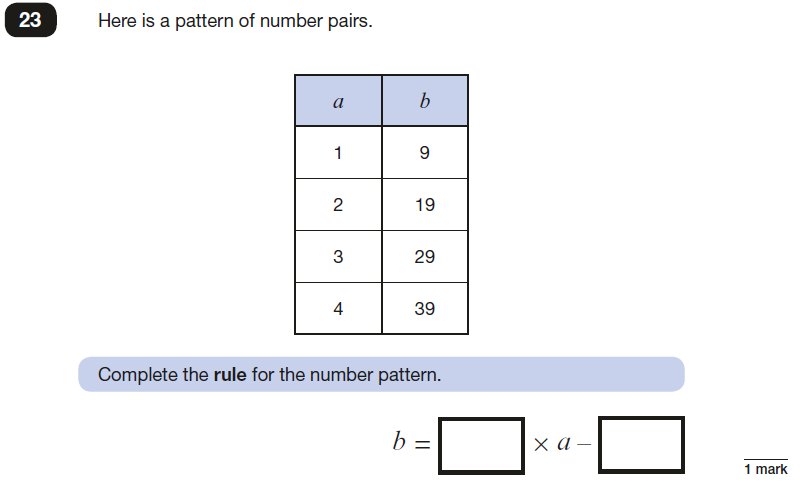 23 Here is a pattern of number pairs.
a b
1 9
2 19
3 29
4 39
Complete the rule for the number pattern.
b = × a –
1 mark